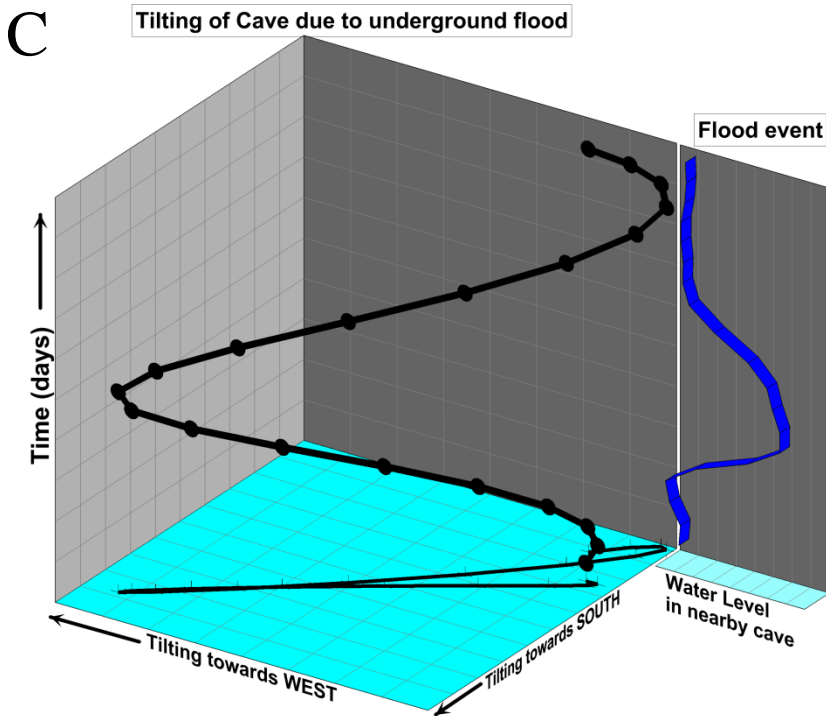 C
Tilting of Cave due to underground flood
Flood event
Time (days)
Tilting towards WEST
Tilting towards SOUTH
Water Level
in nearby cave